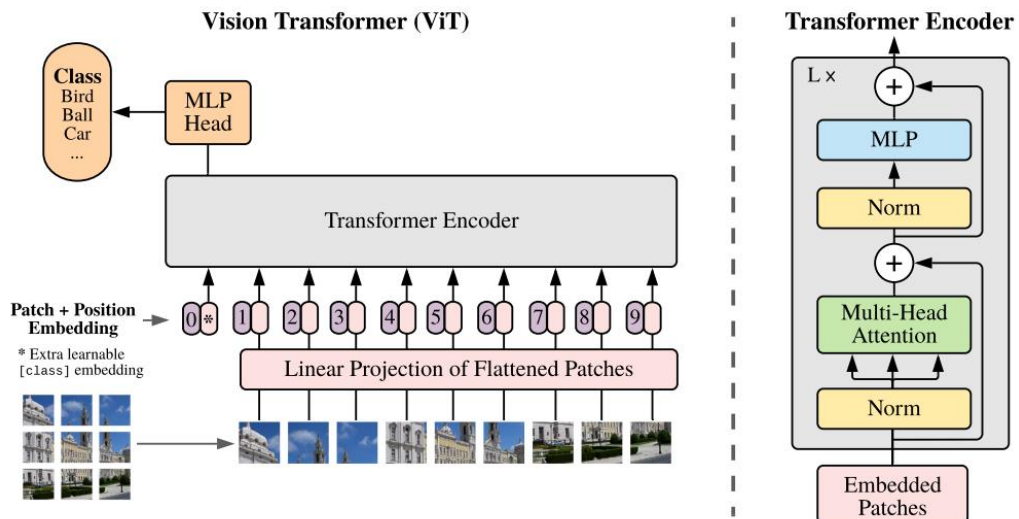 Vision Transformer (ViT)
Class
Bird
Ball
Car
...
MLP
Head
Transformer Encoder
Patch + Position
Embedding
* Extra learnable
[class] embedding
0 * 1 2 3 4 5 6 7 8 9
Linear Projection of Flattened Patches
Transformer Encoder
L ×
+
MLP
Norm
+
Multi-Head
Attention
Norm
Embedded
Patches